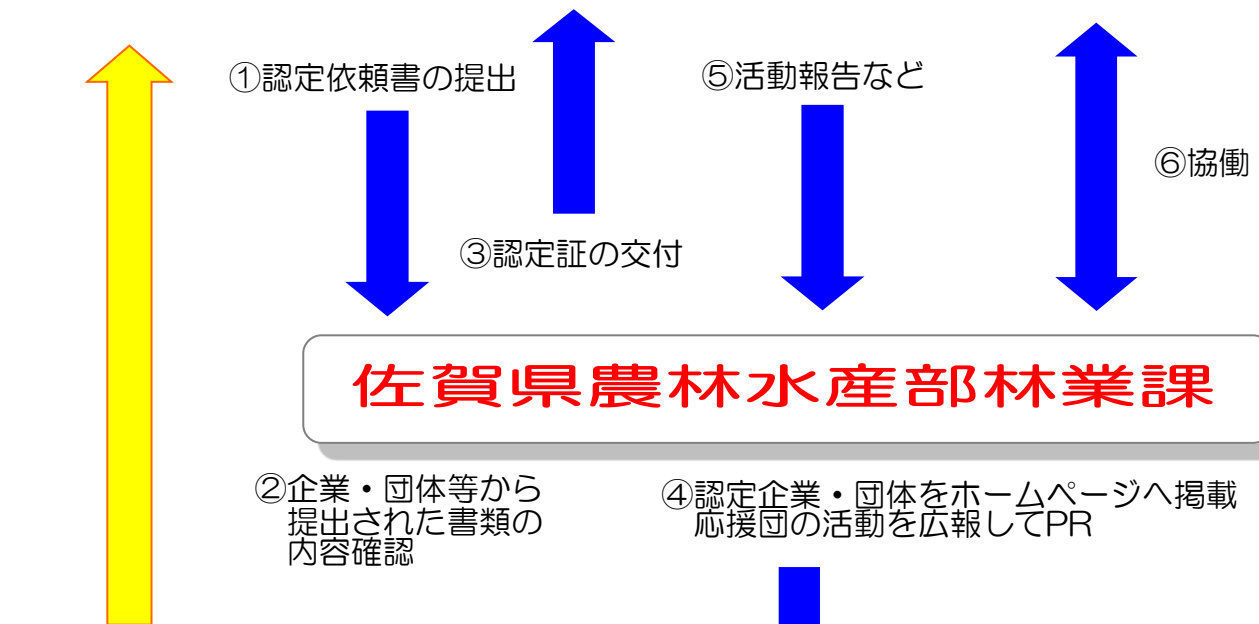 ①認定依頼書の提出
⑤活動報告など
⑥協働
③認定証の交付
佐賀県農林水産部林業課
②企業・団体等から
提出された書類の
内容確認
④認定企業・団体をホームページへ掲載
応援団の活動を広報してPR